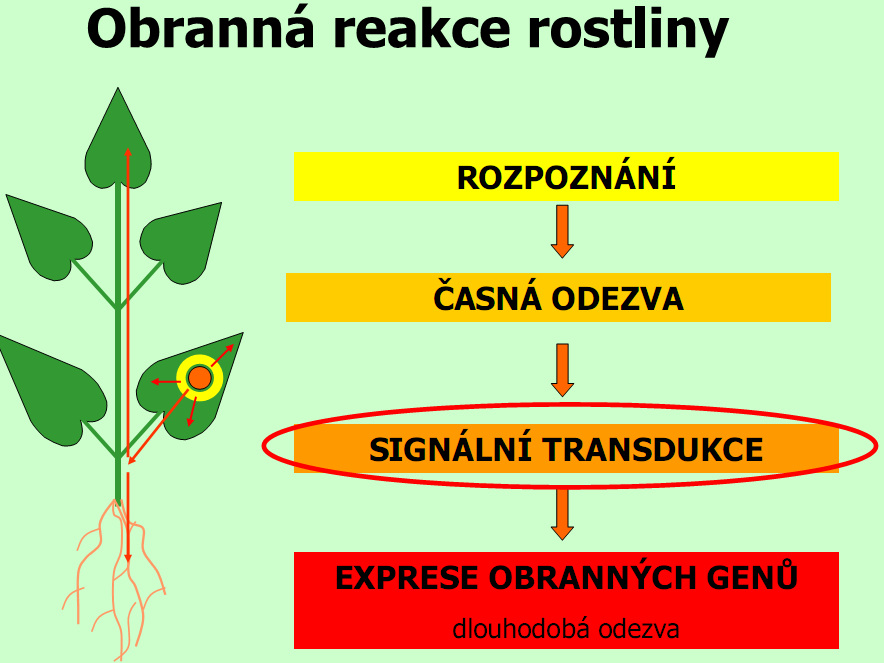 Obranná reakce rostliny
ROZPOZNÁNÍ
ČASNÁ ODEZVA
SIGNÁLNÍ TRANSDUKCE
EXPRESE OBRANNÝCH GENŮ
dlouhodobá odezva